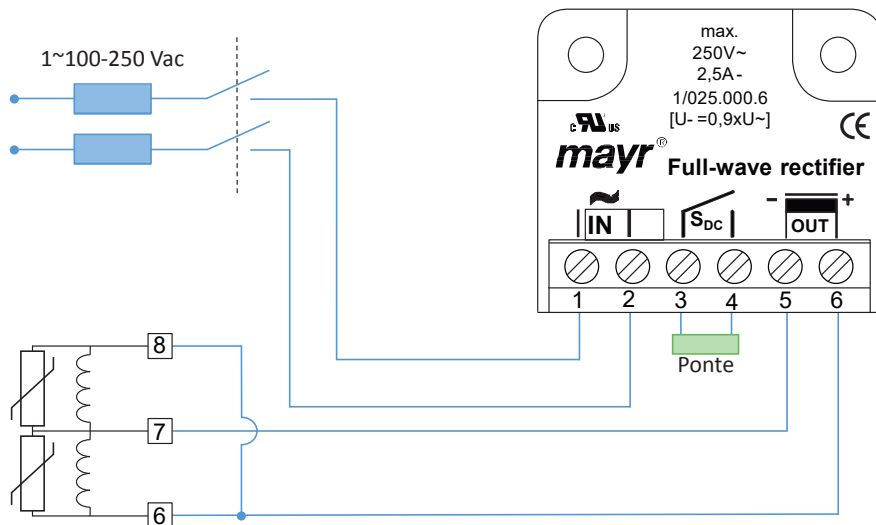 1~100-250 Vac
max.
250V~
2,5A-
1/025.000.6
[U- =0,9xU~]
c RU US
CE
mayr®
Full-wave rectifier
~
IN
SDC
- +
OUT
1 2 3 4 5 6
Ponte
8
7
6